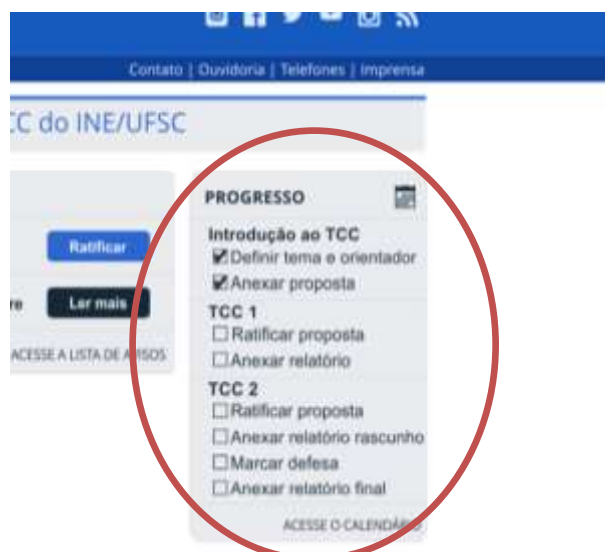 Contato | Ouvidoria | Telefones | Imprensa
CC do INE/UFSC
PROGRESSO
Introdução ao TCC
Definir tema e orientador
Anexar proposta
TCC 1
Ratificar proposta
Anexar relatório
TCC 2
Ratificar proposta
Anexar relatório rascunho
Marcar defesa
Anexar relatório final
ACESSE O CALENDÁRIO
Ratificar
re
Ler mais
ACESSE A LISTA DE AVISOS